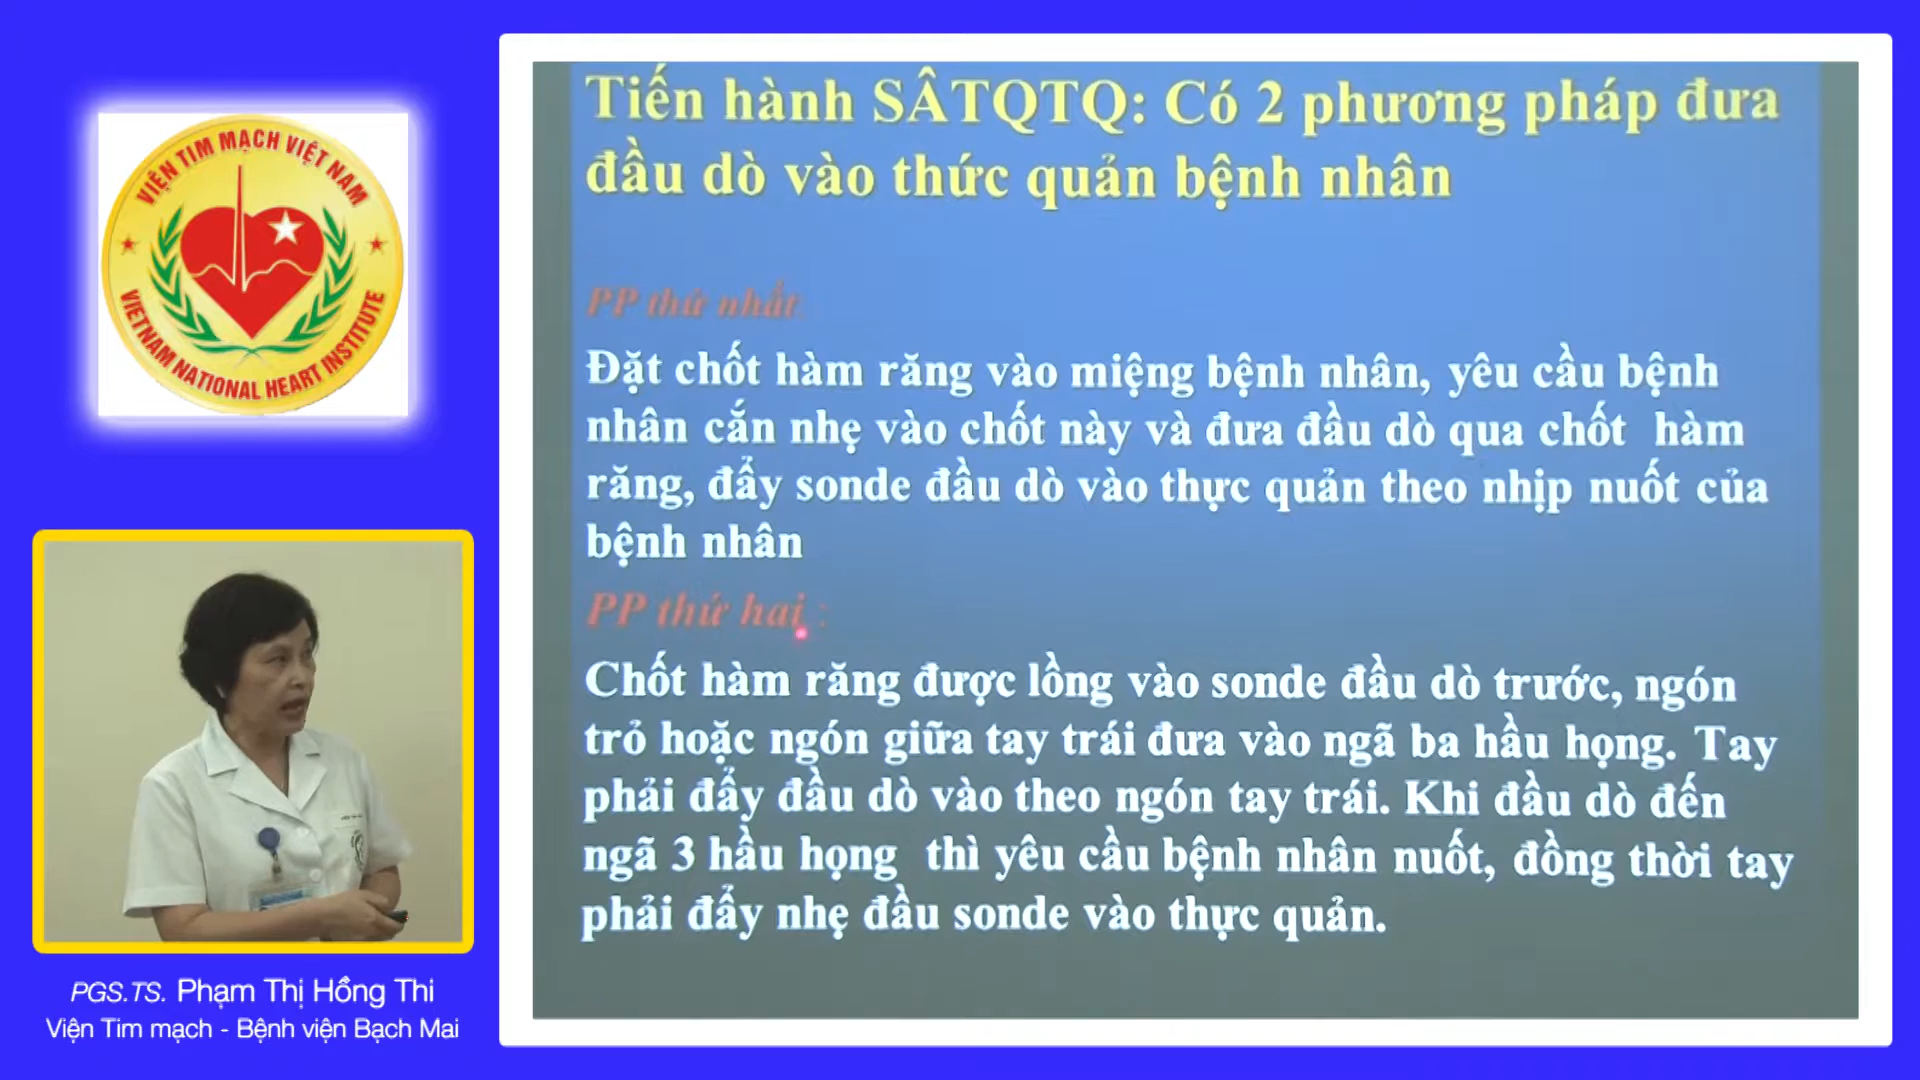 VIỆN TIM MẠCH VIỆT NAM
VIETNAM NATIONAL HEART INSTITUTE
PGS.TS. Phạm Thị Hồng Thi
Viện Tim mạch - Bệnh viện Bạch Mai
Tiến hành SÂTQTQ: Có 2 phương pháp đưa
đầu dò vào thức quản bệnh nhân
PP thứ nhất:
Đặt chốt hàm răng vào miệng bệnh nhân, yêu cầu bệnh
nhân cắn nhẹ vào chốt này và đưa đầu dò qua chốt hàm
răng, đẩy sonde đầu dò vào thực quản theo nhịp nuốt của
bệnh nhân
PP thứ hai :
Chốt hàm răng được lồng vào sonde đầu dò trước, ngón
trỏ hoặc ngón giữa tay trái đưa vào ngã ba hầu họng. Tay
phải đẩy đầu dò vào theo ngón tay trái. Khi đầu dò đến
ngã 3 hầu họng thì yêu cầu bệnh nhân nuốt, đồng thời tay
phải đẩy nhẹ đầu sonde vào thực quản.